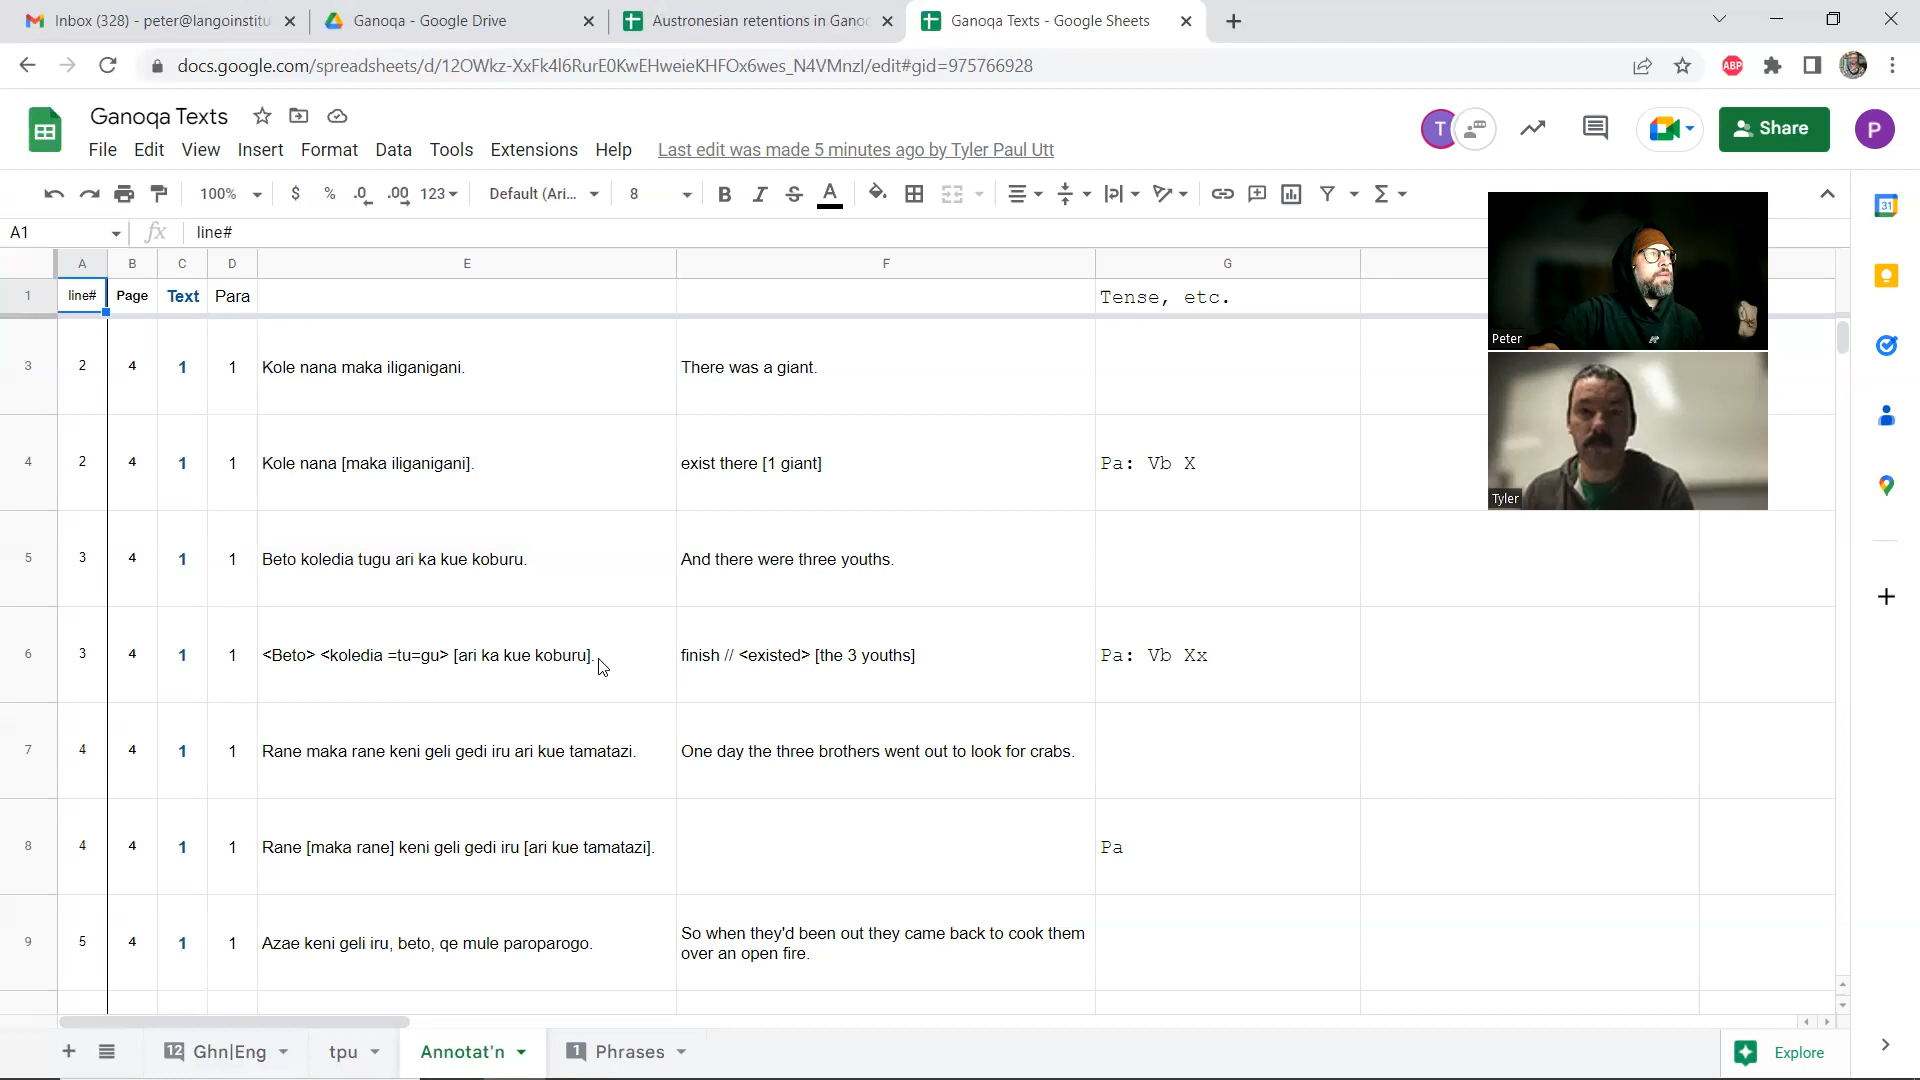 Inbox (328) - peter@langoinstitu
Ganoqa - Google Drive
Austronesian retentions in Ganoq
Ganoqa Texts - Google Sheets
docs.google.com/spreadsheets/d/12OWkz-XxFk4l6RurE0KwEHweieKHFOx6wes_N4VMnzI/edit#gid=975766928
ABP
Ganoqa Texts
T
Share
P
File Edit View Insert Format Data Tools Extensions Help Last edit was made 5 minutes ago by Tyler Paul Utt
100% $ % .0 .00 123 Default (Ari... 8 B I S A
31
A1 fx line#
A B C D E F G
1 line# Page Text Para Tense, etc.
Peter
3 2 4 1 1 Kole nana maka iliganigani. There was a giant.
4 2 4 1 1 Kole nana [maka iliganigani]. exist there [1 giant] Pa: Vb X
Tyler
5 3 4 1 1 Beto koledia tugu ari ka kue koburu. And there were three youths.
6 3 4 1 1 <Beto> <koledia =tu=gu> [ari ka kue koburu]. finish // <existed> [the 3 youths] Pa: Vb Xx
7 4 4 1 1 Rane maka rane keni geli gedi iru ari kue tamatazi. One day the three brothers went out to look for crabs.
8 4 4 1 1 Rane [maka rane] keni geli gedi iru [ari kue tamatazi]. Pa
9 5 4 1 1 Azae keni geli iru, beto, qe mule paroparogo. So when they'd been out they came back to cook them
over an open fire.
12 Ghn|Eng
tpu
Annotat'n
1 Phrases
Explore